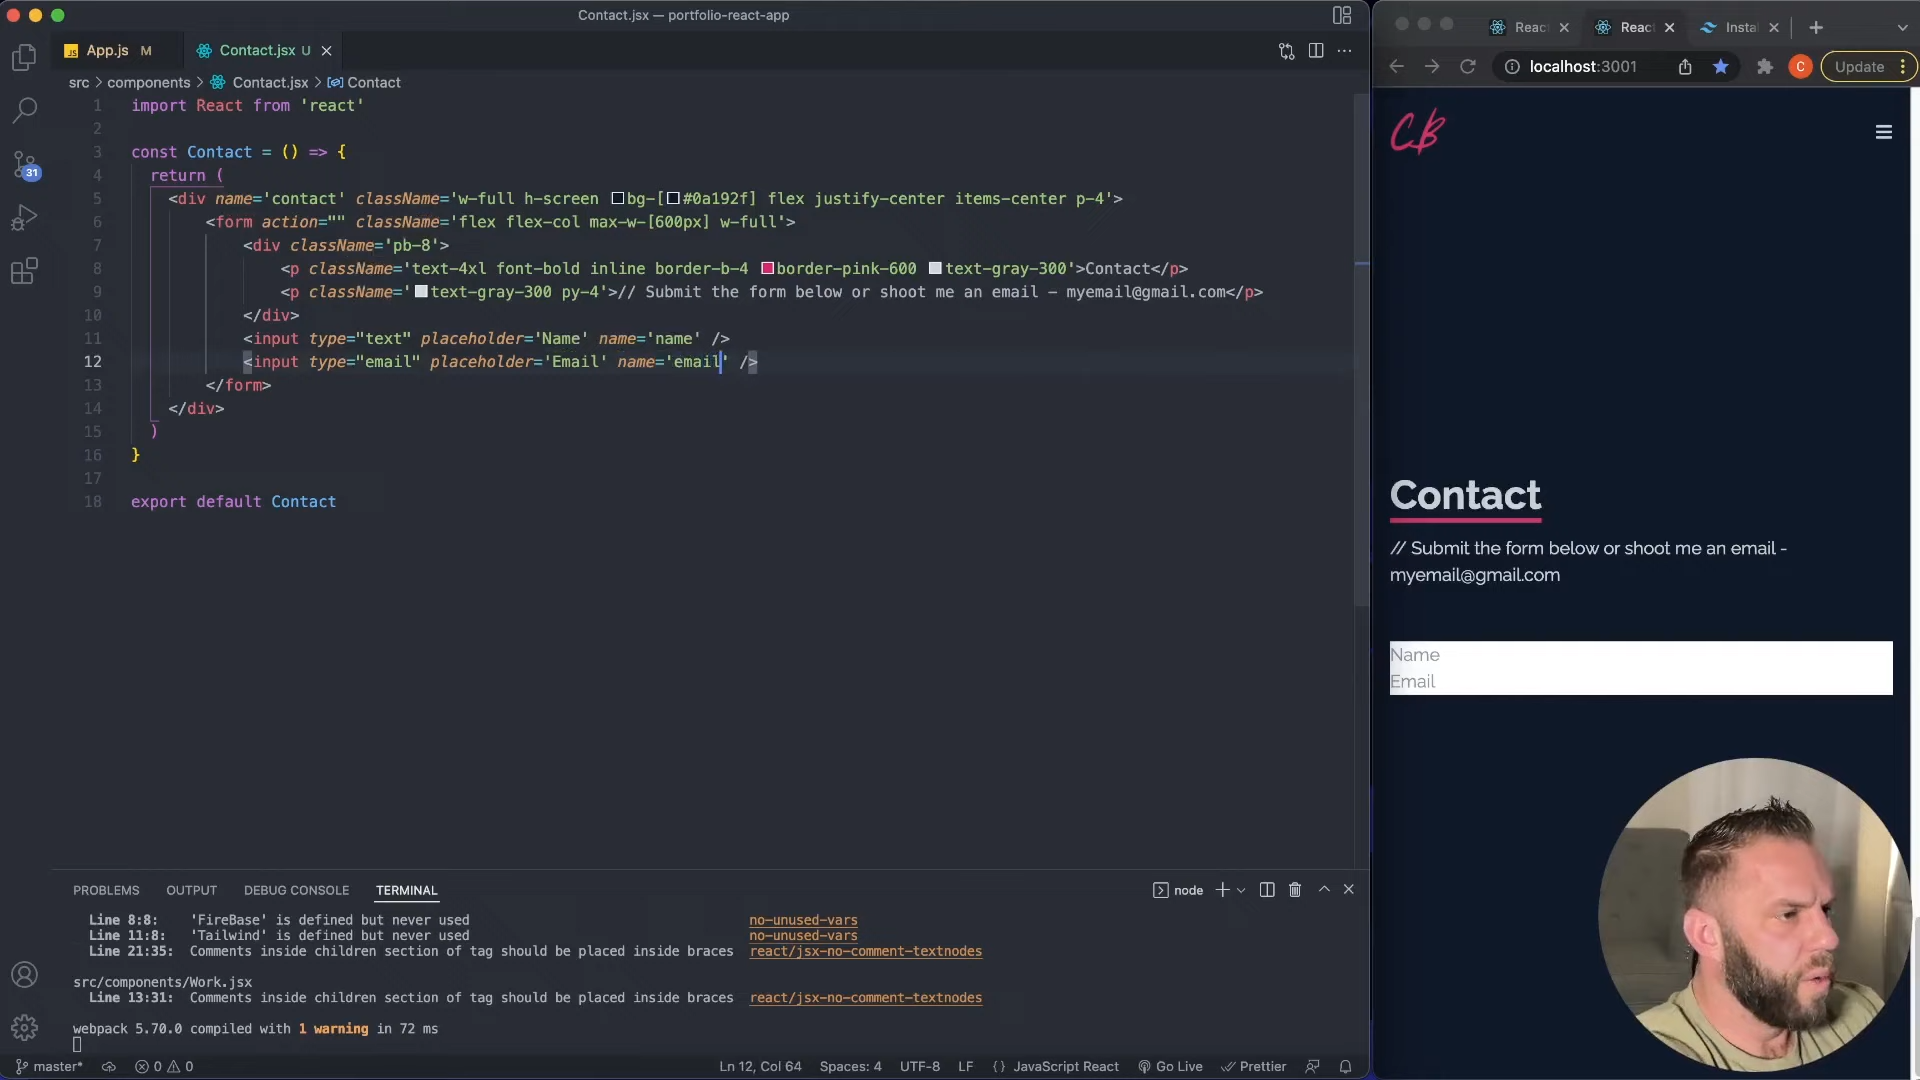 Contact.jsx — portfolio-react-app
App.js M
Contact.jsx U
src > components > Contact.jsx > Contact
1 import React from 'react'
2
3 const Contact = () => {
4 return (
5 <div name='contact' className='w-full h-screen bg-[#0a192f] flex justify-center items-center p-4'>
6 <form action="" className='flex flex-col max-w-[600px] w-full'>
7 <div className='pb-8'>
8 <p className='text-4xl font-bold inline border-b-4 border-pink-600 text-gray-300'>Contact</p>
9 <p className='text-gray-300 py-4'>// Submit the form below or shoot me an email - myemail@gmail.com</p>
10 </div>
11 <input type="text" placeholder='Name' name='name' />
12 <input type="email" placeholder='Email' name='email' />
13 </form>
14 </div>
15 )
16 }
17
18 export default Contact
31
PROBLEMS OUTPUT DEBUG CONSOLE TERMINAL
node
Line 8:8: 'FireBase' is defined but never used no-unused-vars
Line 11:8: 'Tailwind' is defined but never used no-unused-vars
Line 21:35: Comments inside children section of tag should be placed inside braces react/jsx-no-comment-textnodes
src/components/Work.jsx
Line 13:31: Comments inside children section of tag should be placed inside braces react/jsx-no-comment-textnodes
webpack 5.70.0 compiled with 1 warning in 72 ms
master* 0 0 Ln 12, Col 64 Spaces: 4 UTF-8 LF {} JavaScript React Go Live Prettier
React
React
Instal
localhost:3001
C
Update
CB
Contact
// Submit the form below or shoot me an email -
myemail@gmail.com
Name
Email